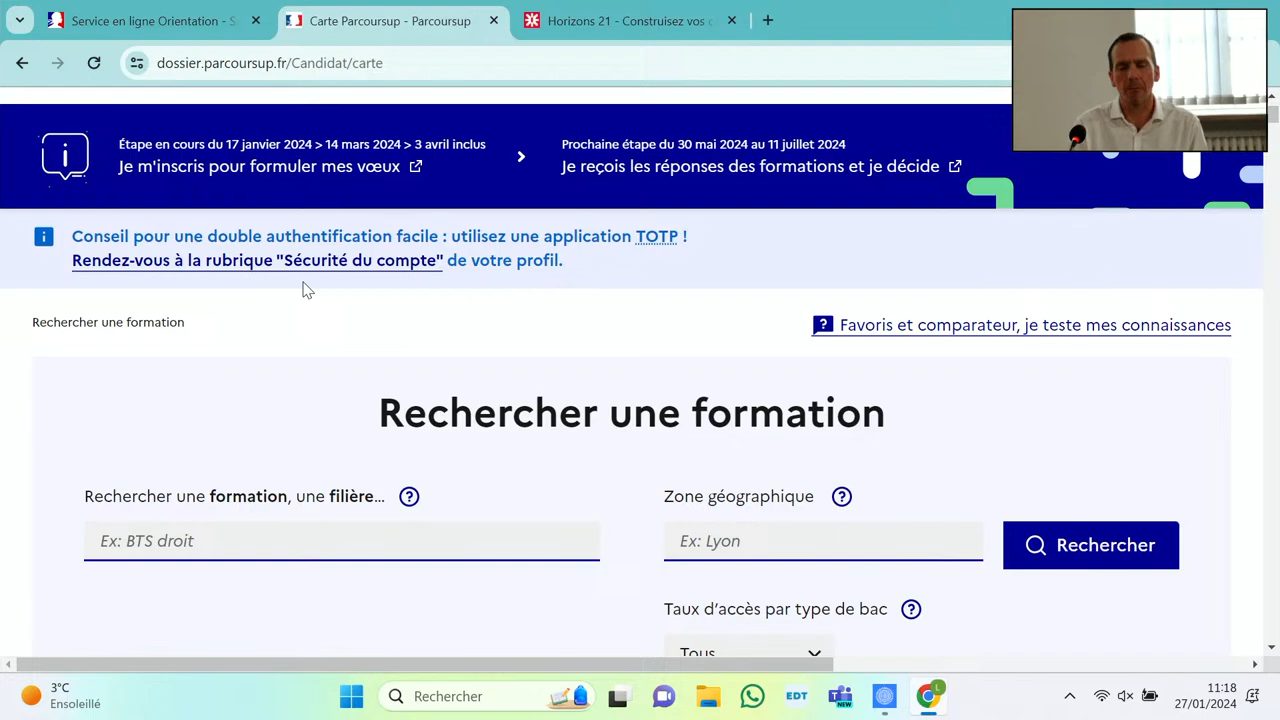 Service en ligne Orientation - S
Carte Parcoursup - Parcoursup
Horizons 21 - Construisez vos c
dossier.parcoursup.fr/Candidat/carte
Étape en cours du 17 janvier 2024 > 14 mars 2024 > 3 avril inclus
Je m'inscris pour formuler mes vœux
Prochaine étape du 30 mai 2024 au 11 juillet 2024
Je reçois les réponses des formations et je décide
Conseil pour une double authentification facile : utilisez une application TOTP !
Rendez-vous à la rubrique "Sécurité du compte" de votre profil.
Rechercher une formation
Favoris et comparateur, je teste mes connaissances
Rechercher une formation
Rechercher une formation, une filière...
Zone géographique
Ex: BTS droit
Ex: Lyon
Rechercher
Taux d'accès par type de bac
Tous
3°C
Ensoleillé
Rechercher
EDT
NEW
L
11:18
27/01/2024